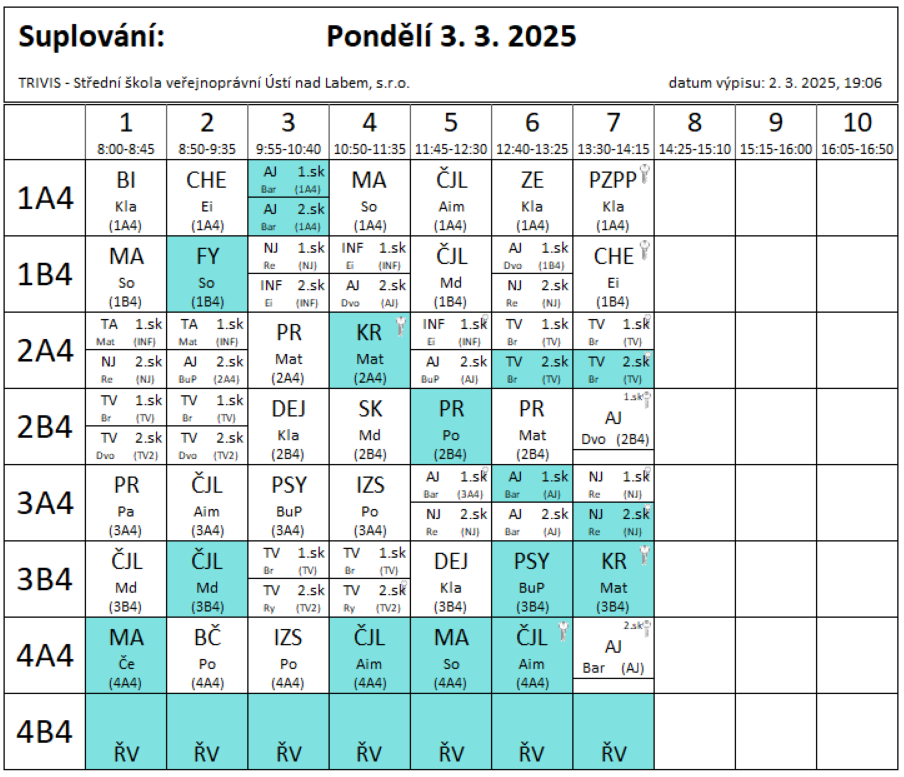 Suplování: Pondělí 3. 3. 2025
TRIVIS - Střední škola veřejnoprávní Ústí nad Labem, s.r.o. datum výpisu: 2. 3. 2025, 19:06
1 2 3 4 5 6 7 8 9 10
8:00-8:45 8:50-9:35 9:55-10:40 10:50-11:35 11:45-12:30 12:40-13:25 13:30-14:15 14:25-15:10 15:15-16:00 16:05-16:50
1A4
BI
Kla
(1A4)
CHE
Ei
(1A4)
AJ 1.sk
Bar (1A4)
AJ 2.sk
Bar (1A4)
MA
So
(1A4)
ČJL
Aim
(1A4)
ZE
Kla
(1A4)
PZPP
Kla
(1A4)
1B4
MA
So
(1B4)
FY
So
(1B4)
NJ 1.sk
Re (NJ)
INF 2.sk
Ei (INF)
INF 1.sk
Ei (INF)
AJ 2.sk
Dvo (AJ)
ČJL
Md
(1B4)
AJ 1.sk
Dvo (1B4)
NJ 2.sk
Re (NJ)
CHE
Ei
(1B4)
2A4
TA 1.sk
Mat (INF)
NJ 2.sk
Re (NJ)
TA 1.sk
Mat (INF)
AJ 2.sk
BuP (2A4)
PR
Mat
(2A4)
KR
Mat
(2A4)
INF 1.sk
Ei (INF)
AJ 2.sk
BuP (AJ)
TV 1.sk
Br (TV)
TV 2.sk
Br (TV)
TV 1.sk
Br (TV)
TV 2.sk
Br (TV)
2B4
TV 1.sk
Br (TV)
TV 2.sk
Dvo (TV2)
TV 1.sk
Br (TV)
TV 2.sk
Dvo (TV2)
DEJ
Kla
(2B4)
SK
Md
(2B4)
PR
Po
(2B4)
PR
Mat
(2B4)
1.sk
AJ
Dvo (2B4)
3A4
PR
Pa
(3A4)
ČJL
Aim
(3A4)
PSY
BuP
(3A4)
IZS
Po
(3A4)
AJ 1.sk
Bar (3A4)
NJ 2.sk
Re (NJ)
AJ 1.sk
Bar (AJ)
AJ 2.sk
Bar (AJ)
NJ 1.sk
Re (NJ)
NJ 2.sk
Re (NJ)
3B4
ČJL
Md
(3B4)
ČJL
Md
(3B4)
TV 1.sk
Br (TV)
TV 2.sk
Ry (TV2)
TV 1.sk
Br (TV)
TV 2.sk
Ry (TV2)
DEJ
Kla
(3B4)
PSY
BuP
(3B4)
KR
Mat
(3B4)
4A4
MA
Če
(4A4)
BČ
Po
(4A4)
IZS
Po
(4A4)
ČJL
Aim
(4A4)
MA
So
(4A4)
ČJL
Aim
(4A4)
2.sk
AJ
Bar (AJ)
4B4
ŘV ŘV ŘV ŘV ŘV ŘV ŘV